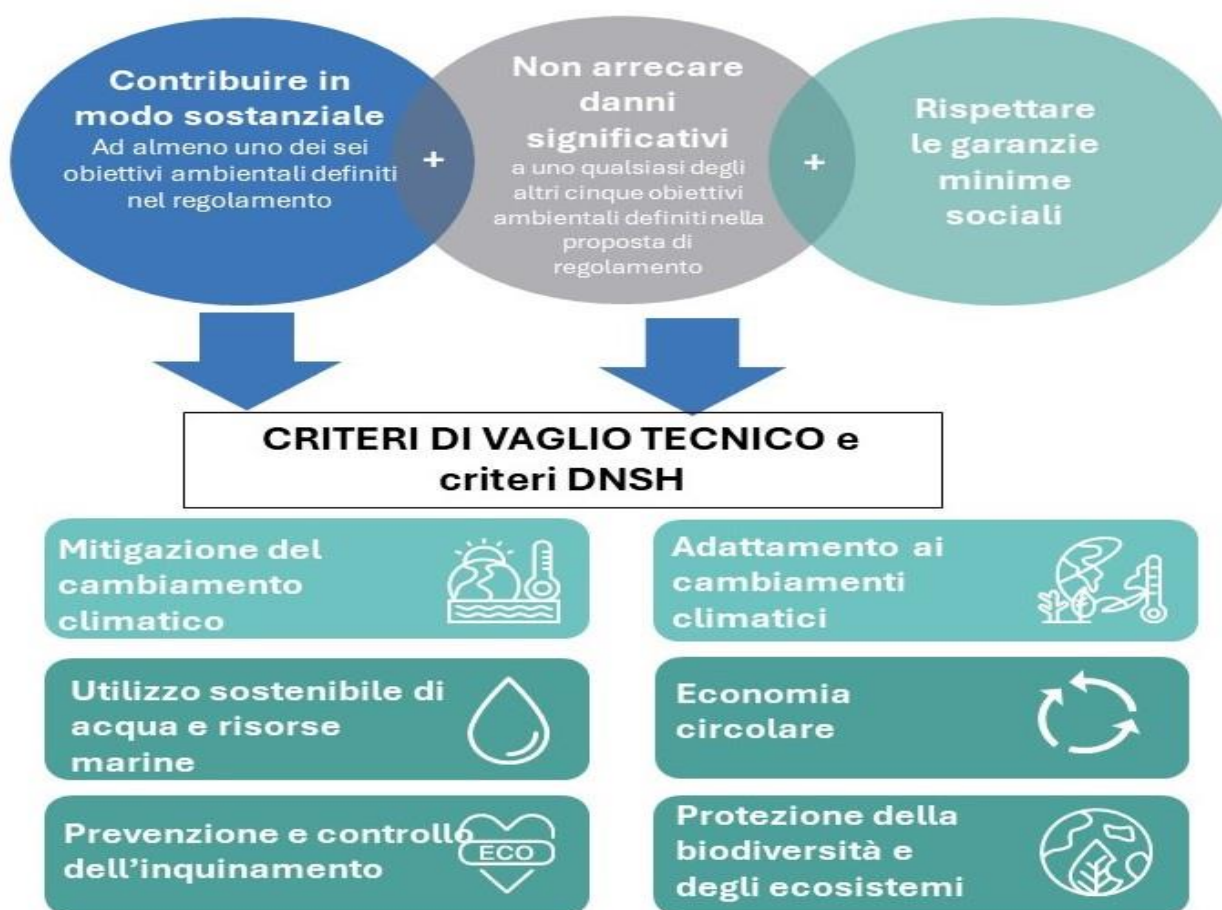 Contribuire in
modo sostanziale
Ad almeno uno dei sei
obiettivi ambientali definiti
nel regolamento
+
Non arrecare
danni
significativi
a uno qualsiasi degli
altri cinque obiettivi
ambientali definiti nella
proposta di
regolamento
+
Rispettare
le garanzie
minime
sociali
CRITERI DI VAGLIO TECNICO e
criteri DNSH
Mitigazione del
cambiamento
climatico
Adattamento ai
cambiamenti
climatici
Utilizzo sostenibile di
acqua e risorse
marine
Economia
circolare
Prevenzione e controllo
dell'inquinamento
ECO
Protezione della
biodiversità e
degli ecosistemi